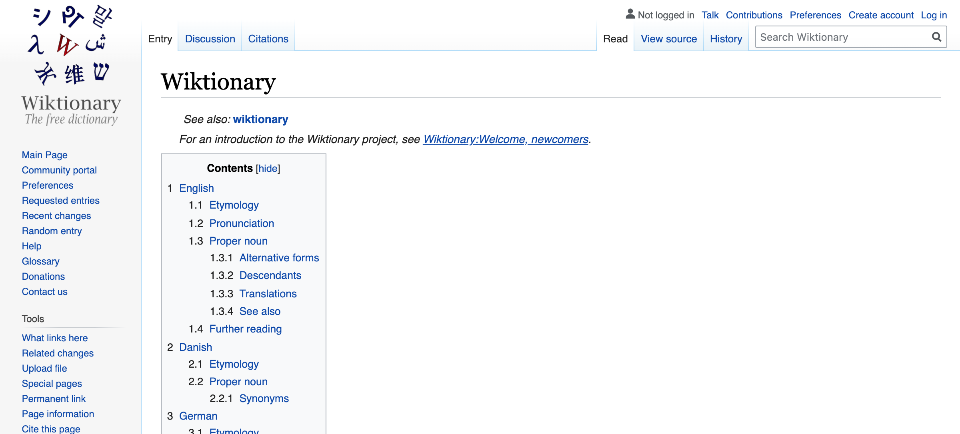 シ Pγ 말
λ W ش
维 ש
Wiktionary
The free dictionary
Not logged in Talk Contributions Preferences Create account Log in
Entry Discussion Citations Read View source History Search Wiktionary
Wiktionary
See also: wiktionary
For an introduction to the Wiktionary project, see Wiktionary:Welcome, newcomers.
Main Page
Community portal
Preferences
Requested entries
Recent changes
Random entry
Help
Glossary
Donations
Contact us
Tools
What links here
Related changes
Upload file
Special pages
Permanent link
Page information
Cite this page
Contents [hide]
1 English
1.1 Etymology
1.2 Pronunciation
1.3 Proper noun
1.3.1 Alternative forms
1.3.2 Descendants
1.3.3 Translations
1.3.4 See also
1.4 Further reading
2 Danish
2.1 Etymology
2.2 Proper noun
2.2.1 Synonyms
3 German
3.1 Etymology